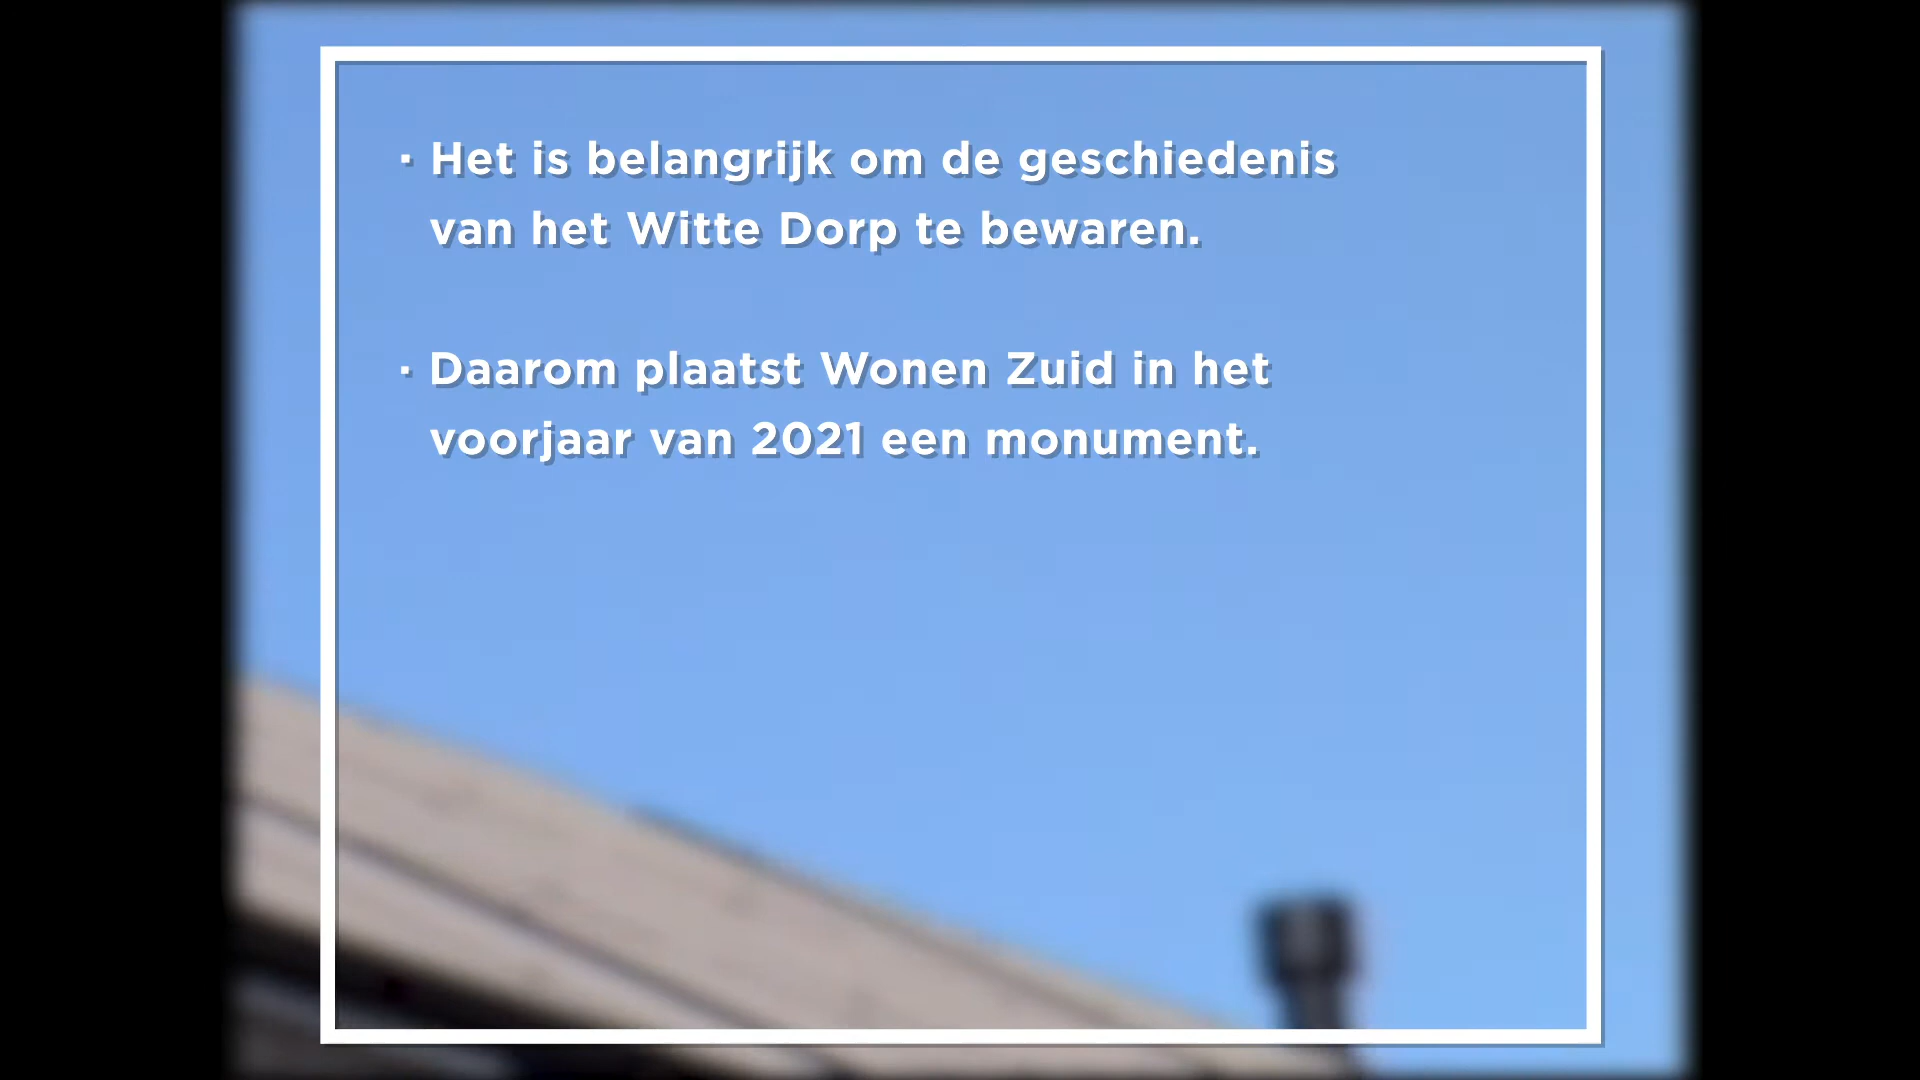 · Het is belangrijk om de geschiedenis
van het Witte Dorp te bewaren.
· Daarom plaatst Wonen Zuid in het
voorjaar van 2021 een monument.